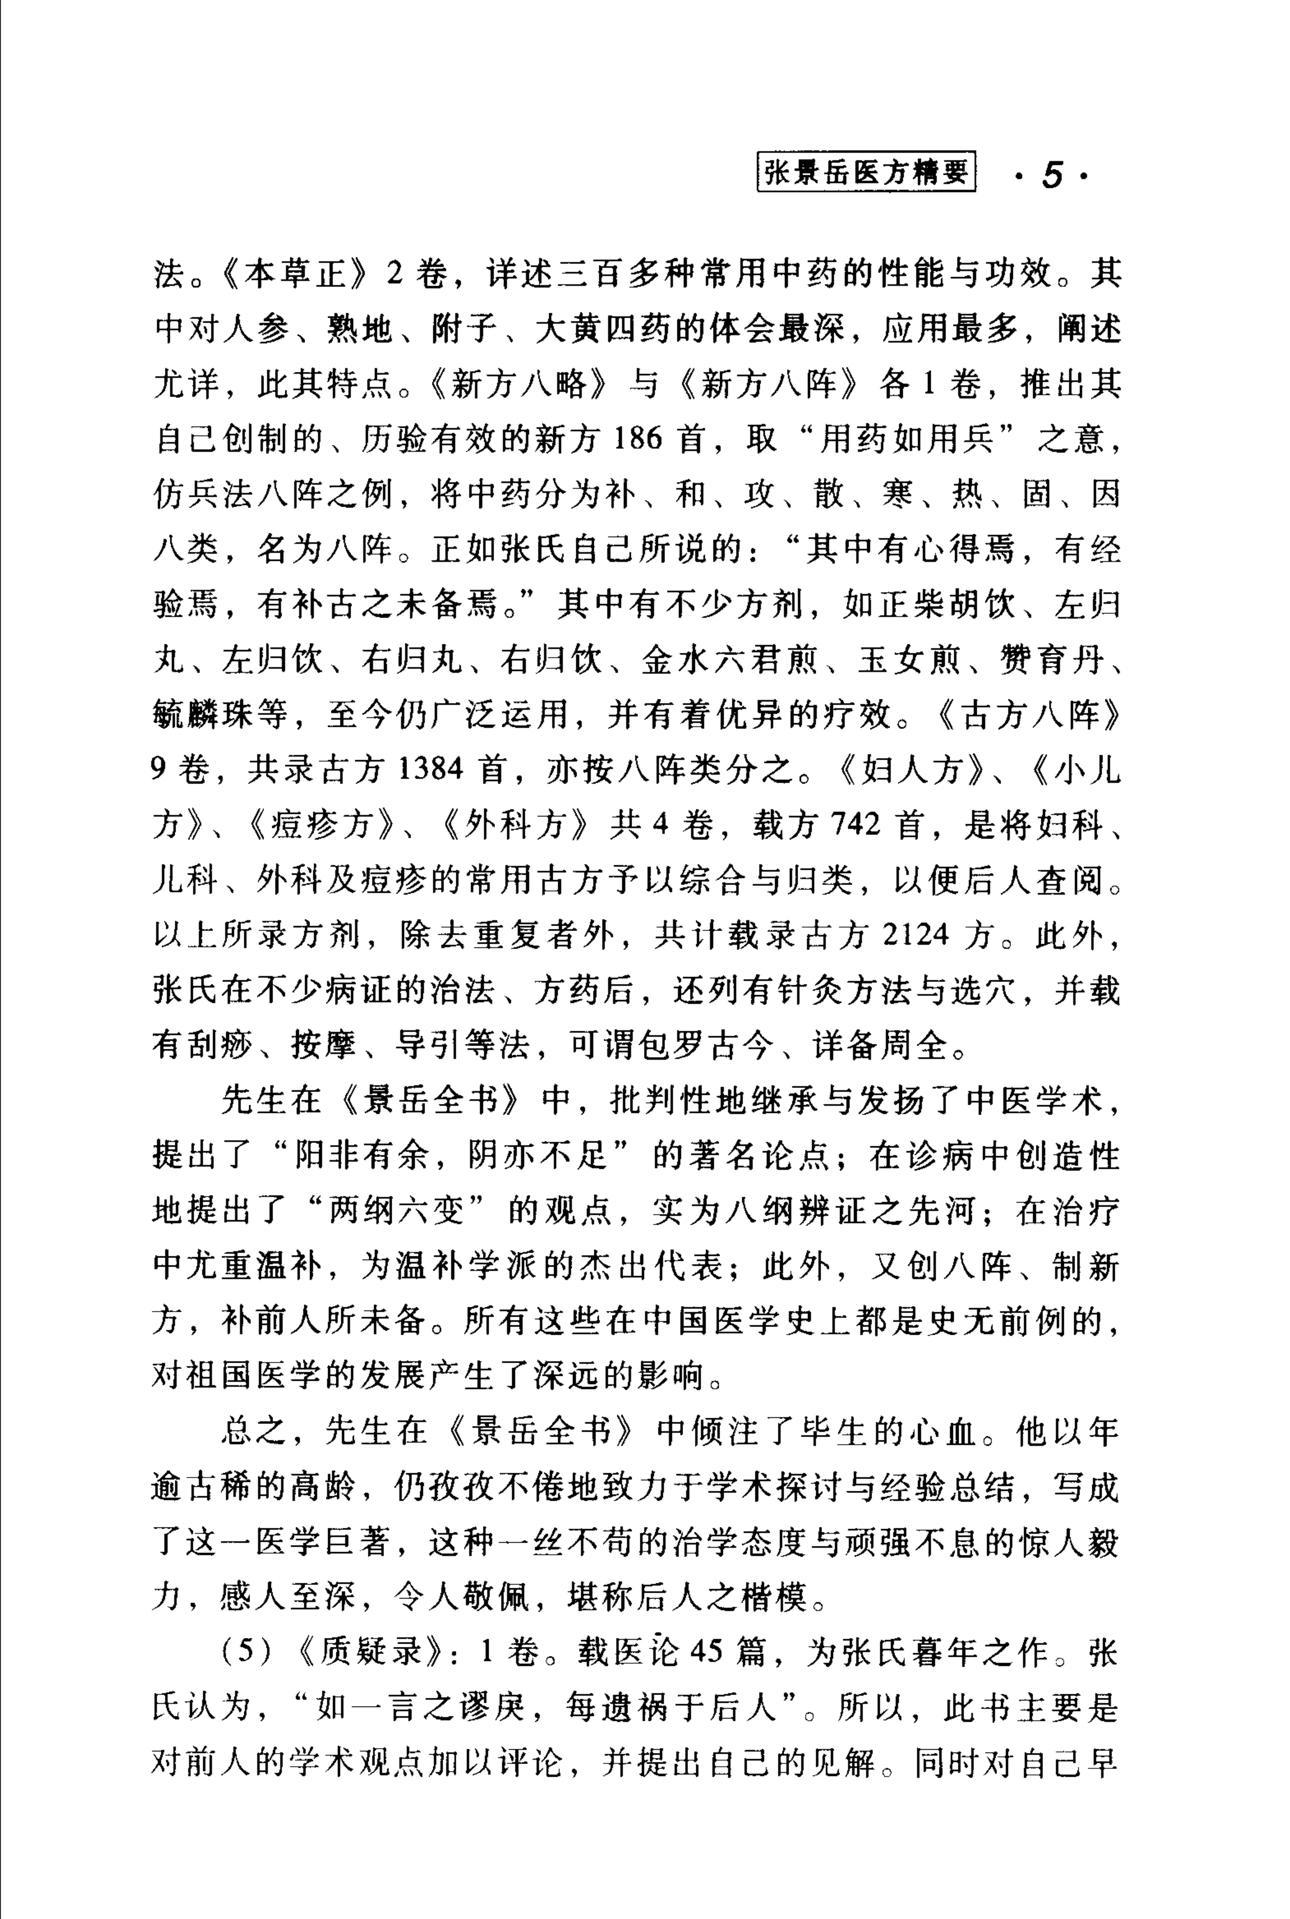 张景岳医方精要 ·5·
法。《本草正》2 卷，详述三百多种常用中药的性能与功效。其
中对人参、熟地、附子、大黄四药的体会最深，应用最多，阐述
尤详，此其特点。《新方八略》与《新方八阵》各 1 卷，推出其
自己创制的、历验有效的新方 186 首，取“用药如用兵”之意，
仿兵法八阵之例，将中药分为补、和、攻、散、寒、热、固、因
八类，名为八阵。正如张氏自己所说的：“其中有心得焉，有经
验焉，有补古之未备焉。”其中有不少方剂，如正柴胡饮、左归
丸、左归饮、右归丸、右归饮、金水六君煎、玉女煎、赞育丹、
毓麟珠等，至今仍广泛运用，并有着优异的疗效。《古方八阵》
9 卷，共录古方 1384 首，亦按八阵类分之。《妇人方》、《小儿
方》、《痘疹方》、《外科方》共 4 卷，载方 742 首，是将妇科、
儿科、外科及痘疹的常用古方予以综合与归类，以便后人查阅。
以上所录方剂，除去重复者外，共计载录古方 2124 方。此外，
张氏在不少病证的治法、方药后，还列有针灸方法与选穴，并载
有刮痧、按摩、导引等法，可谓包罗古今、详备周全。
先生在《景岳全书》中，批判性地继承与发扬了中医学术，
提出了“阳非有余，阴亦不足”的著名论点；在诊病中创造性
地提出了“两纲六变”的观点，实为八纲辨证之先河；在治疗
中尤重温补，为温补学派的杰出代表；此外，又创八阵、制新
方，补前人所未备。所有这些在中国医学史上都是史无前例的，
对祖国医学的发展产生了深远的影响。
总之，先生在《景岳全书》中倾注了毕生的心血。他以年
逾古稀的高龄，仍孜孜不倦地致力于学术探讨与经验总结，写成
了这一医学巨著，这种一丝不苟的治学态度与顽强不息的惊人毅
力，感人至深，令人敬佩，堪称后人之楷模。
（5）《质疑录》：1 卷。载医论 45 篇，为张氏暮年之作。张
氏认为，“如一言之谬戾，每遗祸于后人”。所以，此书主要是
对前人的学术观点加以评论，并提出自己的见解。同时对自己早